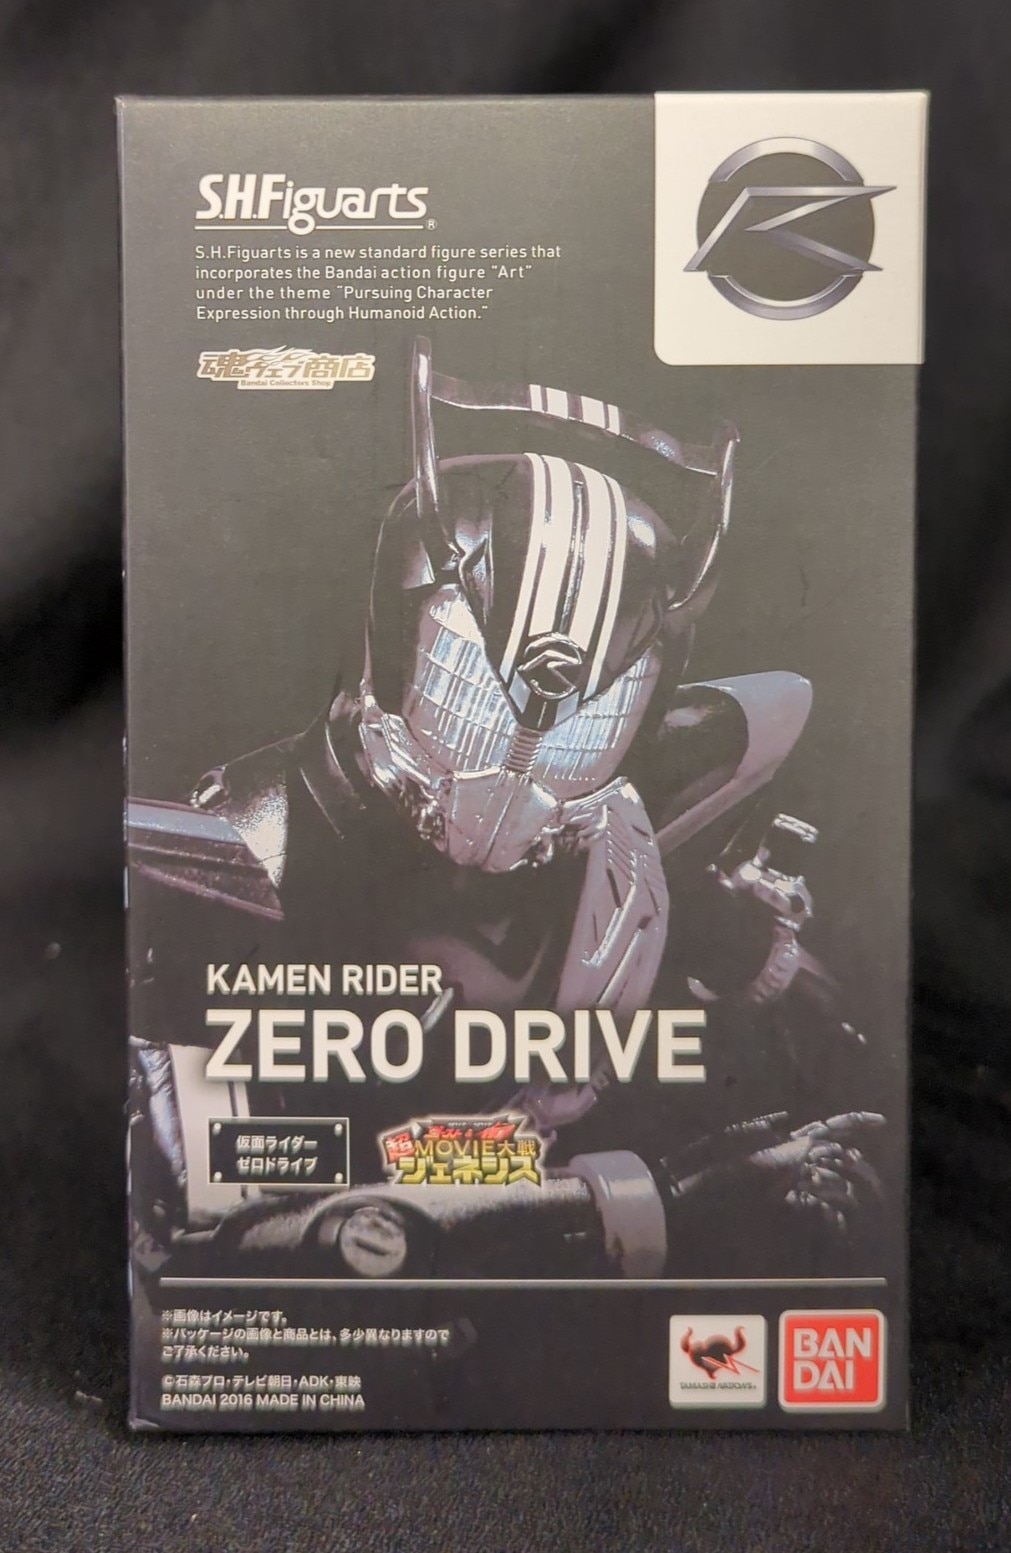 S.H.Figuarts®
S.H.Figuarts is a new standard figure series that
incorporates the Bandai action figure "Art"
under the theme "Pursuing Character
Expression through Humanoid Action."
魂ウェブ商店
Bandai Collectors Shop
KAMEN RIDER
ZERO DRIVE
仮面ライダー
ゼロドライブ
超MOVIE大戦
ジェネシス
※画像はイメージです。
※パッケージの画像と商品とは、多少異なりますので
ご了承ください。
©石森プロ・テレビ朝日・ADK・東映
BANDAI 2016 MADE IN CHINA
TAMASHII NATIONS
BAN
DAI